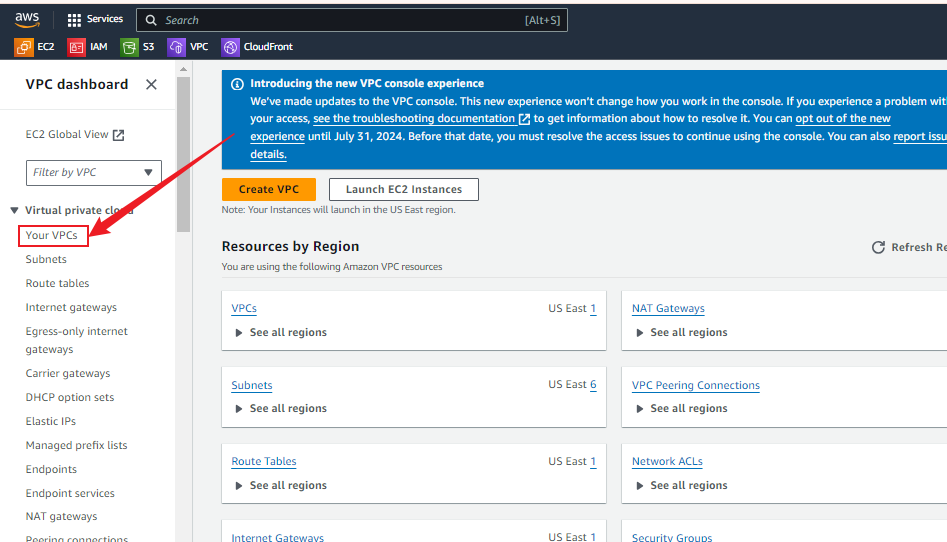 aws
Services
Search
[Alt+S]
EC2
IAM
S3
VPC
CloudFront
VPC dashboard
EC2 Global View
Filter by VPC
Virtual private
Your VPCs
Subnets
Route tables
Internet gateways
Egress-only internet
gateways
Carrier gateways
DHCP option sets
Elastic IPs
Managed prefix lists
Endpoints
Endpoint services
NAT gateways
Peering connections
Introducing the new VPC console experience
We've made updates to the VPC console. This new experience won't change how you work in the console. If you experience a problem wit
your access, see the troubleshooting documentation to get information about how to resolve it. You can opt out of the new
experience until July 31, 2024. Before that date, you must resolve the access issues to continue using the console. You can also report issu
details.
Create VPC
Launch EC2 Instances
Note: Your Instances will launch in the US East region.
Resources by Region
Refresh Re
You are using the following Amazon VPC resources
VPCs
US East 1
See all regions
NAT Gateways
See all regions
Subnets
US East 6
See all regions
VPC Peering Connections
See all regions
Route Tables
US East 1
See all regions
Network ACLs
See all regions
Internet Gateways
US East 1
Security Groups